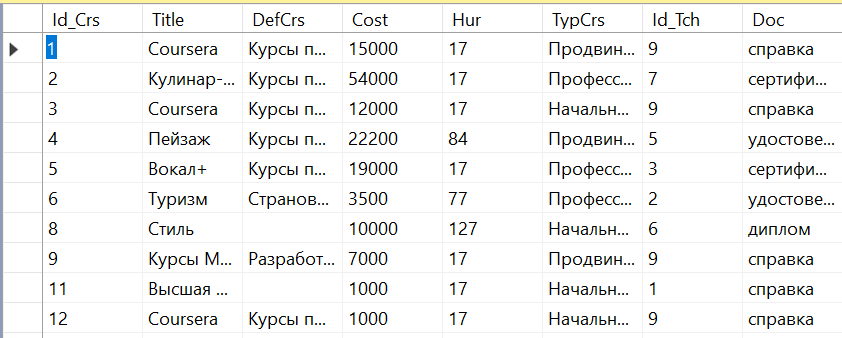 Id_Crs Title DefCrs Cost Hur TypCrs Id_Tch Doc
1 Coursera Курсы п... 15000 17 Продвин... 9 справка
2 Кулинар-... Курсы п... 54000 17 Професс... 7 сертифи...
3 Coursera Курсы п... 12000 17 Начальн... 9 справка
4 Пейзаж Курсы п... 22200 84 Продвин... 5 удостове...
5 Вокал+ Курсы п... 19000 17 Професс... 3 сертифи...
6 Туризм Странов... 3500 77 Професс... 2 удостове...
8 Стиль 10000 127 Начальн... 6 диплом
9 Курсы М... Разработ... 7000 17 Продвин... 9 справка
11 Высшая ... 1000 17 Начальн... 1 справка
12 Coursera Курсы п... 1000 17 Начальн... 9 справка